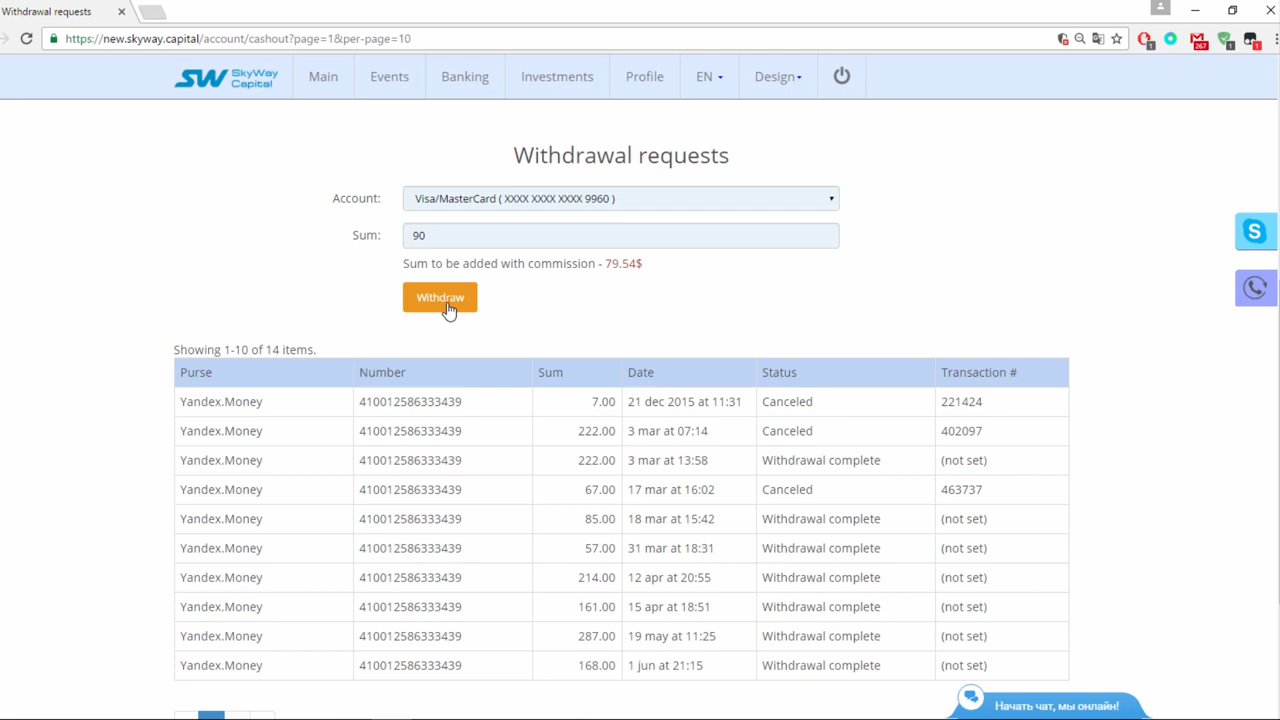 Withdrawal requests
https://new.skyway.capital/account/cashout?page=1&per-page=10
1 267 1 1
SW SkyWay Capital Main Events Banking Investments Profile EN Design
Withdrawal requests
Account: Visa/MasterCard ( XXXX XXXX XXXX 9960 )
Sum: 90
Sum to be added with commission - 79.54$
Withdraw
Showing 1-10 of 14 items.
Purse Number Sum Date Status Transaction #
Yandex.Money 410012586333439 7.00 21 dec 2015 at 11:31 Canceled 221424
Yandex.Money 410012586333439 222.00 3 mar at 07:14 Canceled 402097
Yandex.Money 410012586333439 222.00 3 mar at 13:58 Withdrawal complete (not set)
Yandex.Money 410012586333439 67.00 17 mar at 16:02 Canceled 463737
Yandex.Money 410012586333439 85.00 18 mar at 15:42 Withdrawal complete (not set)
Yandex.Money 410012586333439 57.00 31 mar at 18:31 Withdrawal complete (not set)
Yandex.Money 410012586333439 214.00 12 apr at 20:55 Withdrawal complete (not set)
Yandex.Money 410012586333439 161.00 15 apr at 18:51 Withdrawal complete (not set)
Yandex.Money 410012586333439 287.00 19 may at 11:25 Withdrawal complete (not set)
Yandex.Money 410012586333439 168.00 1 jun at 21:15 Withdrawal complete (not set)
Начать чат, мы онлайн!